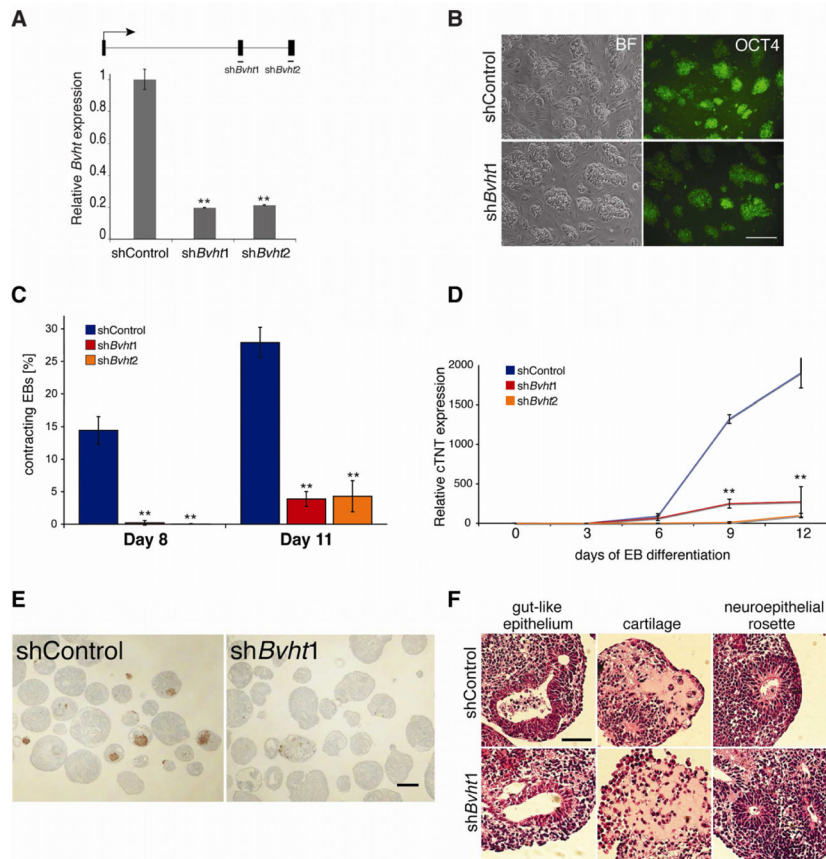 A
shBvht1 shBvht2
Relative Bvht expression
1
0.8
0.6
0.4
0.2
0
** **
shControl shBvht1 shBvht2
B
BF OCT4
shControl
shBvht1
C
contracting EBs [%]
30
25
20
15
10
5
0
shControl
shBvht1
shBvht2
** **
** **
Day 8 Day 11
D
Relative cTNT expression
2000
1500
1000
500
0
shControl
shBvht1
shBvht2
** **
0 3 6 9 12
days of EB differentiation
E
shControl shBvht1
F
gut-like
epithelium
cartilage
neuroepithelial
rosette
shControl
shBvht1